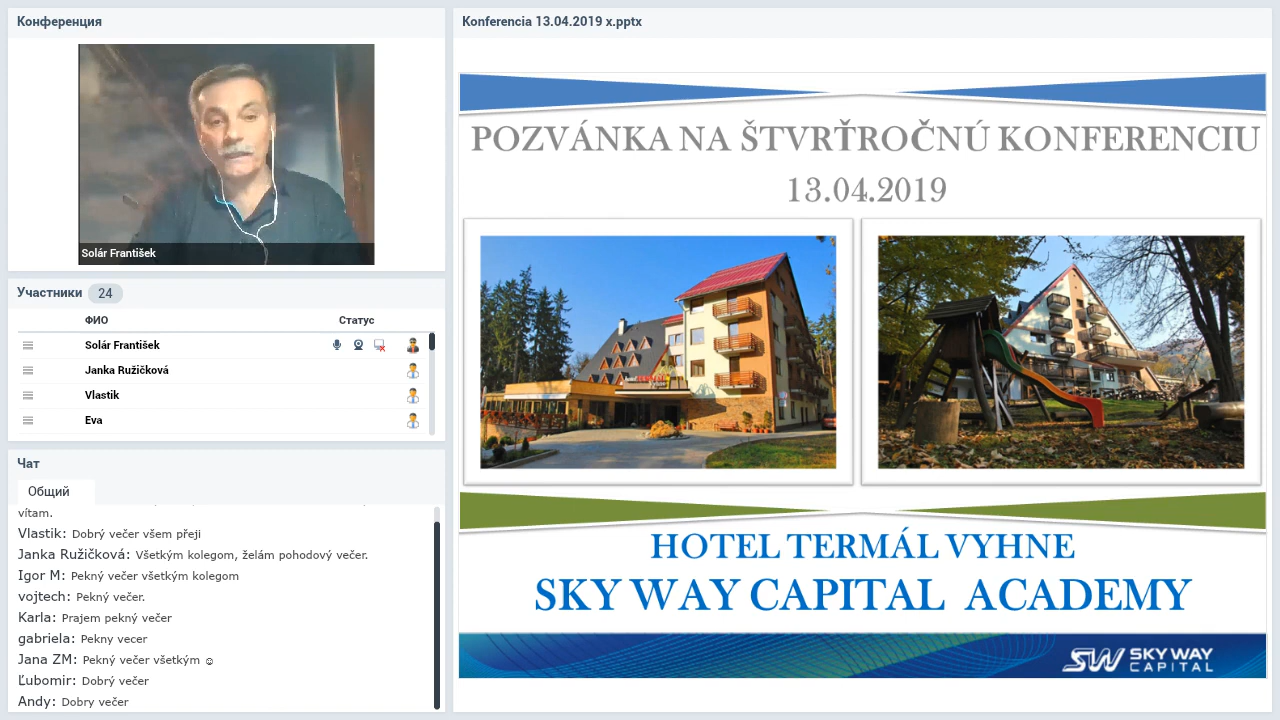 Конференция
Solár František
Участники 24
ФИО Статус
Solár František
Janka Ružičková
Vlastik
Eva
Чат
Общий
vítam.
Vlastik: Dobrý večer všem přeji
Janka Ružičková: Všetkým kolegom, želám pohodový večer.
Igor M: Pekný večer všetkým kolegom
vojtech: Pekný večer.
Karla: Prajem pekný večer
gabriela: Pekny vecer
Jana ZM: Pekný večer všetkým ☺
Ľubomir: Dobrý večer
Andy: Dobry večer
Konferencia 13.04.2019 x.pptx
POZVÁNKA NA ŠTVRŤROČNÚ KONFERENCIU
13.04.2019
HOTEL TERMÁL VYHNE
SKY WAY CAPITAL ACADEMY
SW SKY WAY
CAPITAL